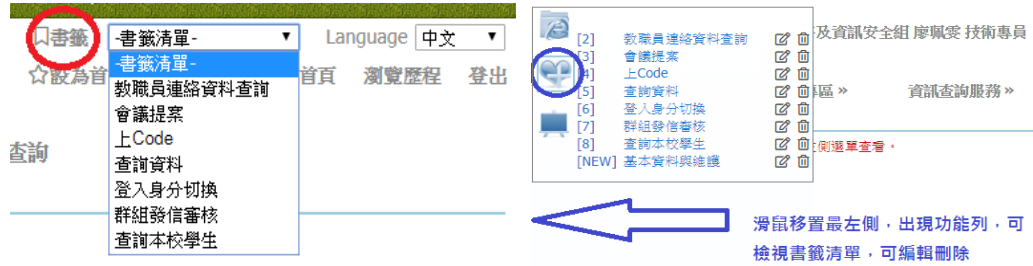 書籤 -書籤清單- Language 中文
-書籤清單-
☆設為首 首頁 瀏覽歷程 登出
教職員連絡資料查詢
會議提案
上Code
查詢
查詢資料
登入身分切換
群組發信審核
查詢本校學生
及資訊安全組 廖珮雯 技術專員
[2] 教職員連絡資料查詢
[3] 會議提案
[4] 上Code
[5] 查詢資料
[6] 登入身分切換
[7] 群組發信審核
[8] 查詢本校學生
[NEW] 基本資料與維護
專區» 資訊查詢服務»
左側選單查看。
滑鼠移置最左側，出現功能列，可
檢視書籤清單，可編輯刪除